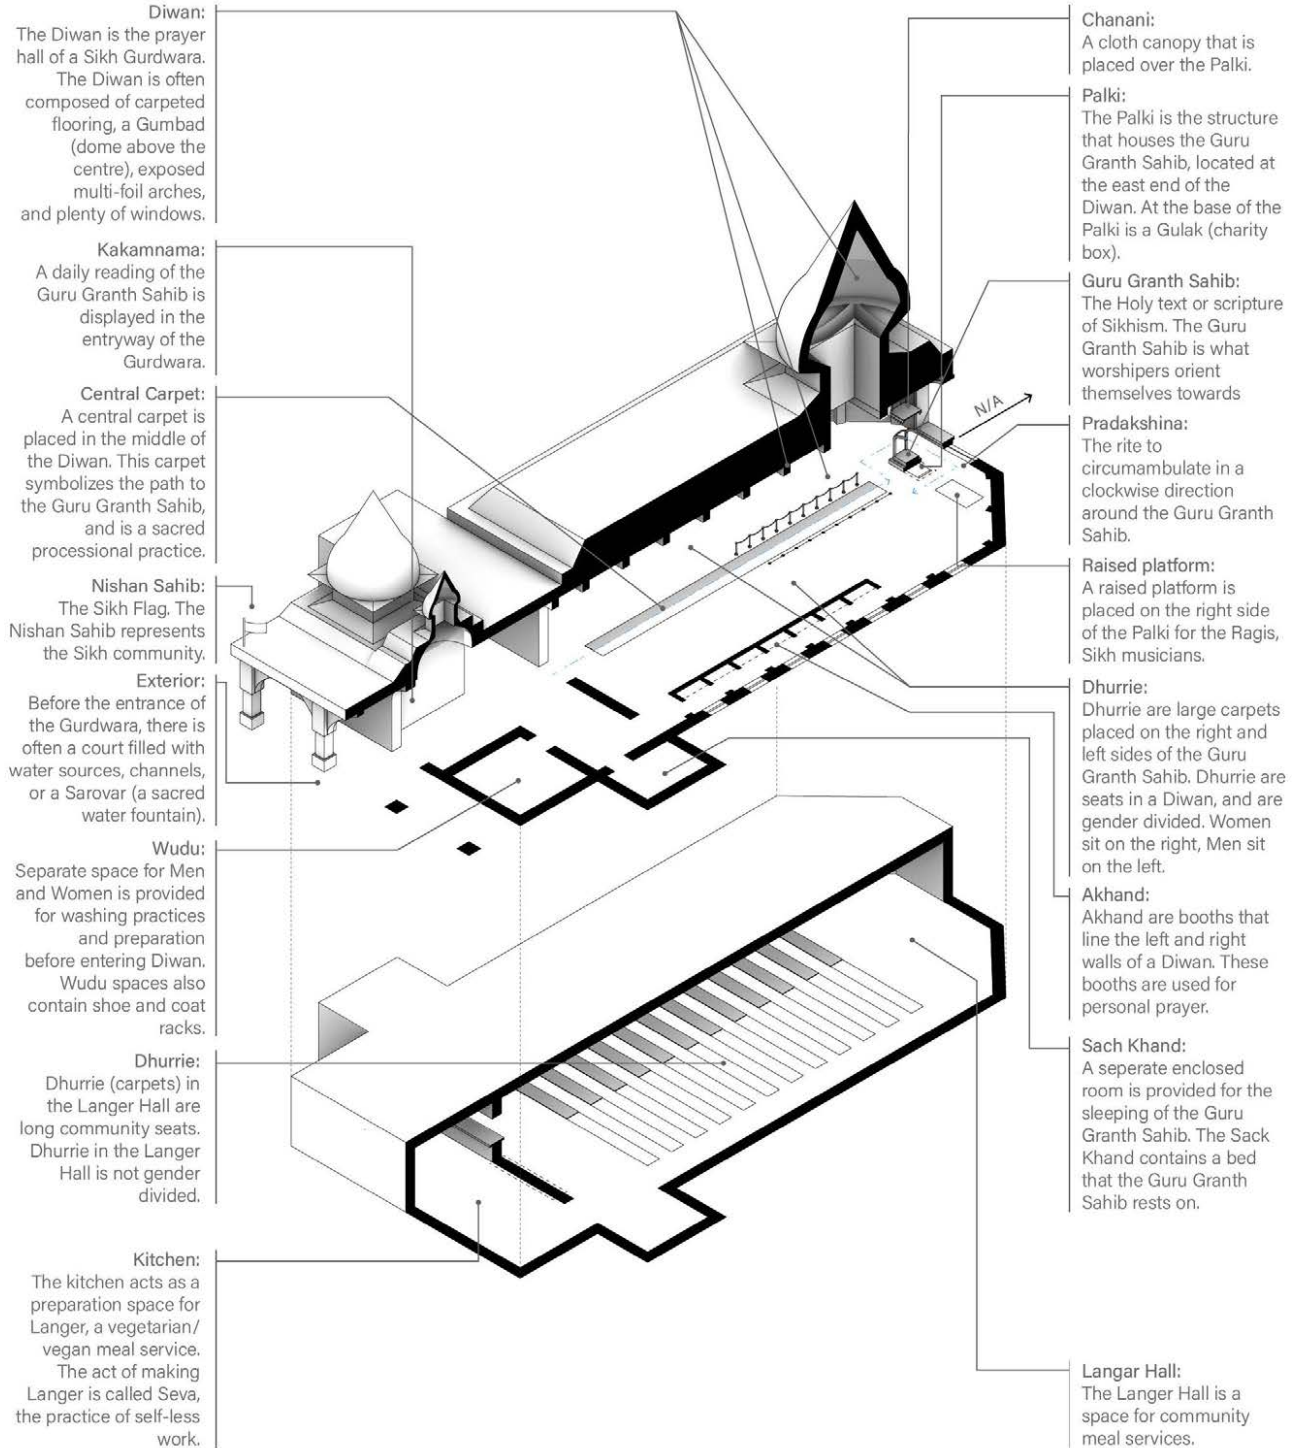 Diwan:
The Diwan is the prayer
hall of a Sikh Gurdwara.
The Diwan is often
composed of carpeted
flooring, a Gumbad
(dome above the
centre), exposed
multi-foil arches,
and plenty of windows.
Kakamnama:
A daily reading of the
Guru Granth Sahib is
displayed in the
entryway of the
Gurdwara.
Central Carpet:
A central carpet is
placed in the middle of
the Diwan. This carpet
symbolizes the path to
the Guru Granth Sahib,
and is a sacred
processional practice.
Nishan Sahib:
The Sikh Flag. The
Nishan Sahib represents
the Sikh community.
Exterior:
Before the entrance of
the Gurdwara, there is
often a court filled with
water sources, channels,
or a Sarovar (a sacred
water fountain).
Wudu:
Separate space for Men
and Women is provided
for washing practices
and preparation
before entering Diwan.
Wudu spaces also
contain shoe and coat
racks.
Dhurrie:
Dhurrie (carpets) in
the Langer Hall are
long community seats.
Dhurrie in the Langer
Hall is not gender
divided.
Kitchen:
The kitchen acts as a
preparation space for
Langer, a vegetarian/
vegan meal service.
The act of making
Langer is called Seva,
the practice of self-less
work.
N/A
Chanani:
A cloth canopy that is
placed over the Palki.
Palki:
The Palki is the structure
that houses the Guru
Granth Sahib, located at
the east end of the
Diwan. At the base of the
Palki is a Gulak (charity
box).
Guru Granth Sahib:
The Holy text or scripture
of Sikhism. The Guru
Granth Sahib is what
worshipers orient
themselves towards
Pradakshina:
The rite to
circumambulate in a
clockwise direction
around the Guru Granth
Sahib.
Raised platform:
A raised platform is
placed on the right side
of the Palki for the Ragis,
Sikh musicians.
Dhurrie:
Dhurrie are large carpets
placed on the right and
left sides of the Guru
Granth Sahib. Dhurrie are
seats in a Diwan, and are
gender divided. Women
sit on the right, Men sit
on the left.
Akhand:
Akhand are booths that
line the left and right
walls of a Diwan. These
booths are used for
personal prayer.
Sach Khand:
A seperate enclosed
room is provided for the
sleeping of the Guru
Granth Sahib. The Sack
Khand contains a bed
that the Guru Granth
Sahib rests on.
Langar Hall:
The Langer Hall is a
space for community
meal services.